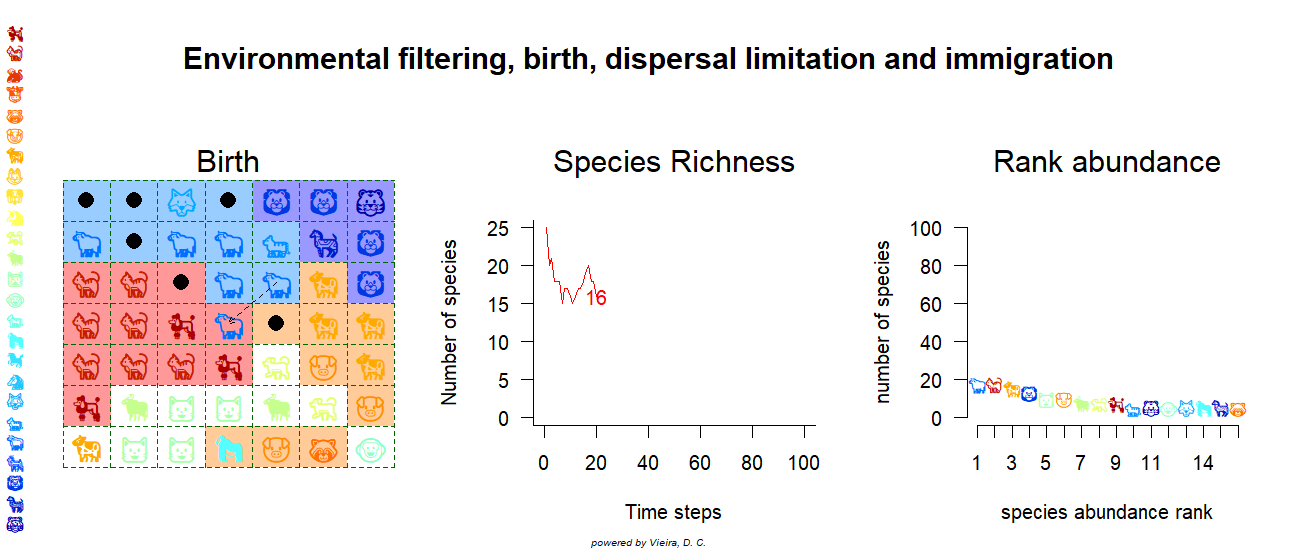 Environmental filtering, birth, dispersal limitation and immigration
Birth
Species Richness
Rank abundance
Number of species
25
20
15
10
5
0
16
0 20 40 60 80 100
Time steps
number of species
100
80
60
40
20
0
1 3 5 7 9 11 14
species abundance rank
powered by Vieira, D. C.